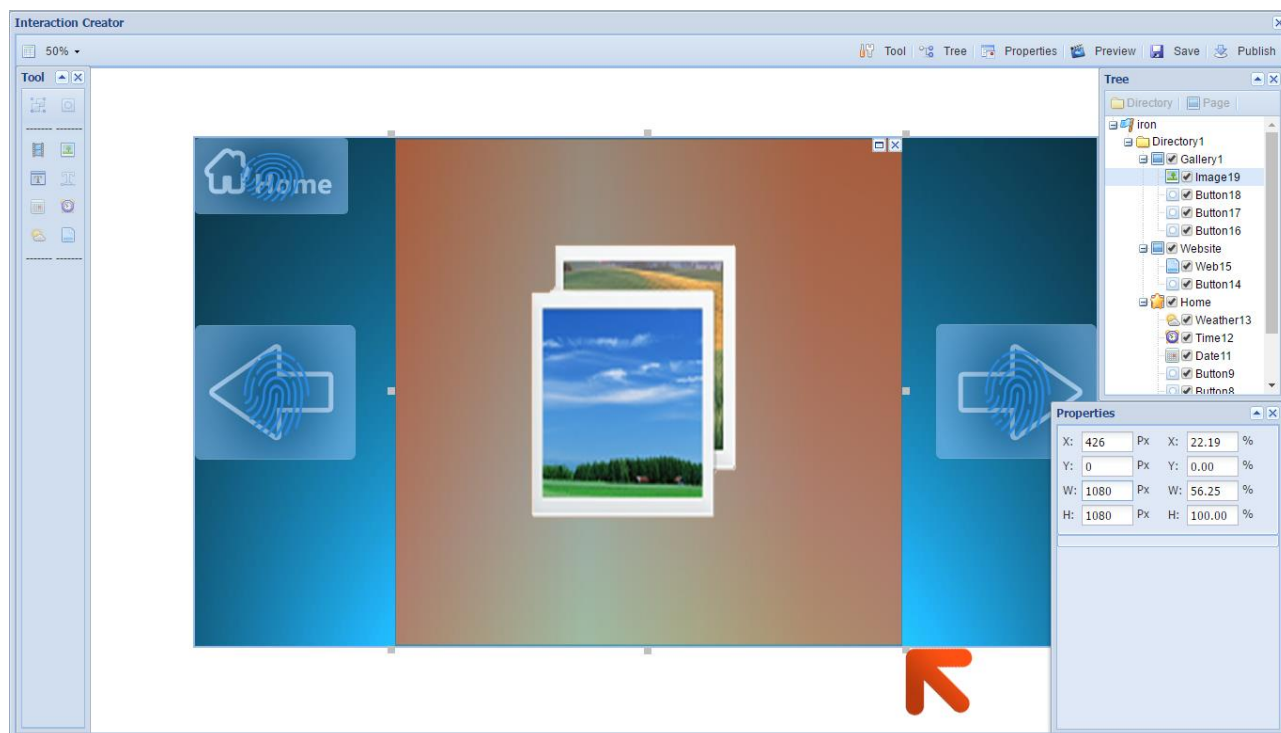 Interaction Creator
50%
Tool Tree Properties Preview Save Publish
Tool
Tree
Directory Page
iron
Directory1
Gallery1
Image19
Button18
Button17
Button16
Website
Web15
Button14
Home
Weather13
Time12
Date11
Button9
Button8
Home
Properties
X: 426 Px X: 22.19 %
Y: 0 Px Y: 0.00 %
W: 1080 Px W: 56.25 %
H: 1080 Px H: 100.00 %